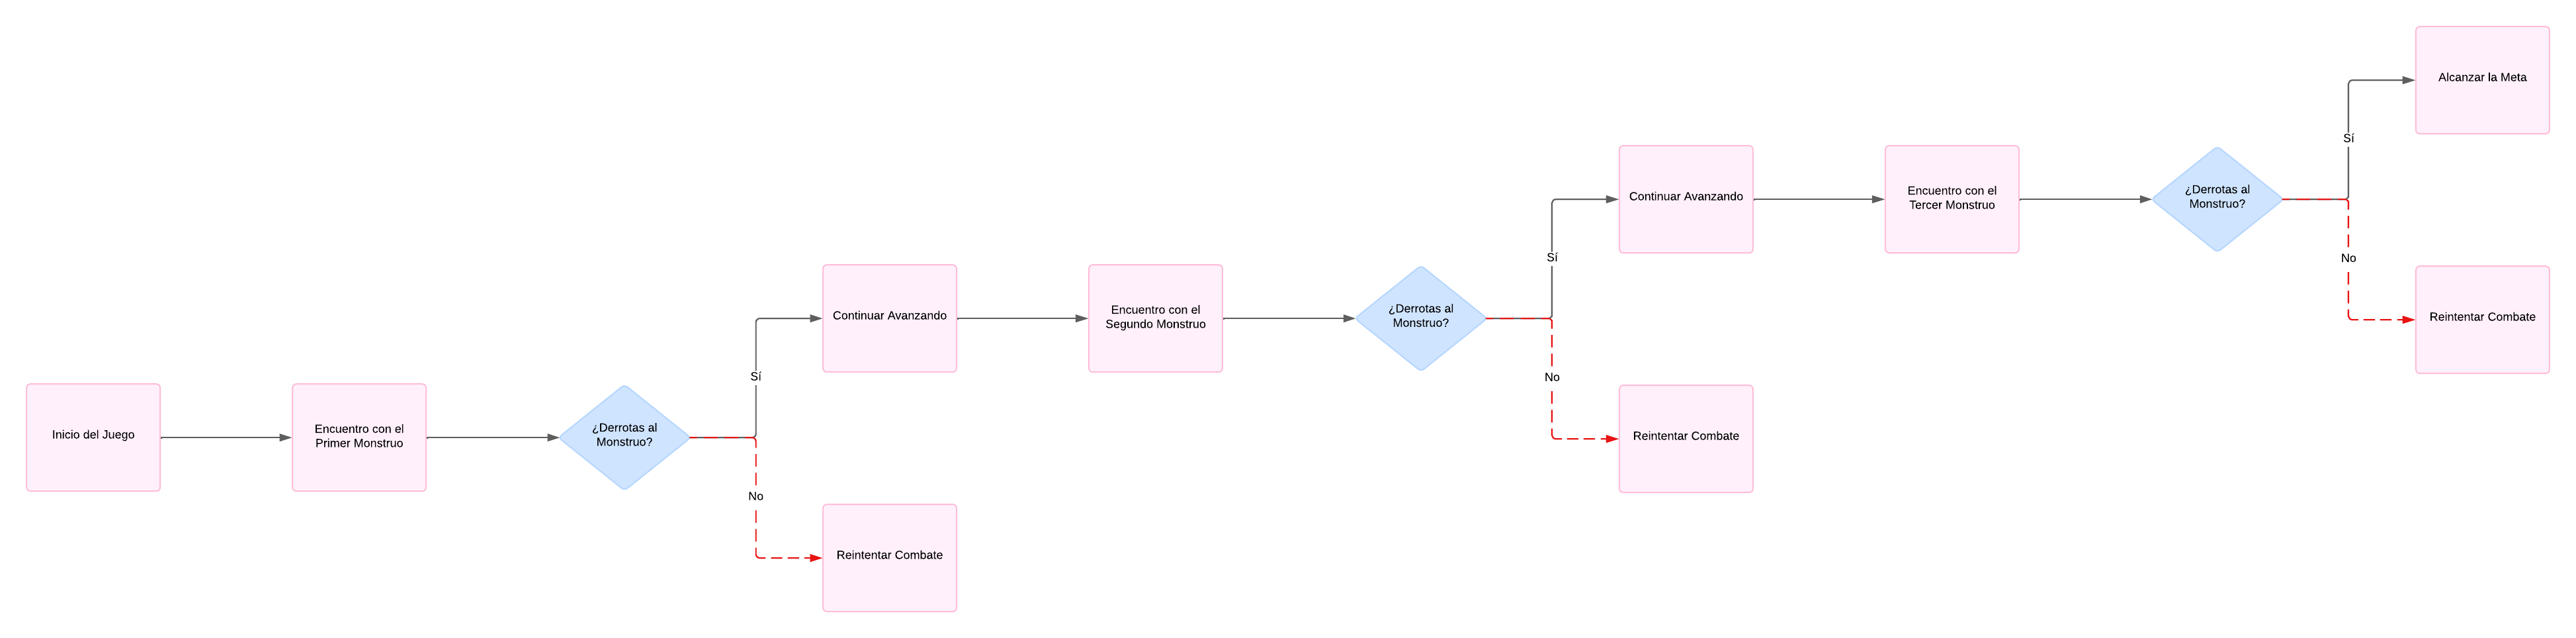 Inicio del Juego
Encuentro con el
Primer Monstruo
¿Derrotas al
Monstruo?
Sí
Continuar Avanzando
No
Reintentar Combate
Encuentro con el
Segundo Monstruo
¿Derrotas al
Monstruo?
Sí
Continuar Avanzando
No
Reintentar Combate
Encuentro con el
Tercer Monstruo
¿Derrotas al
Monstruo?
Sí
Alcanzar la Meta
No
Reintentar Combate